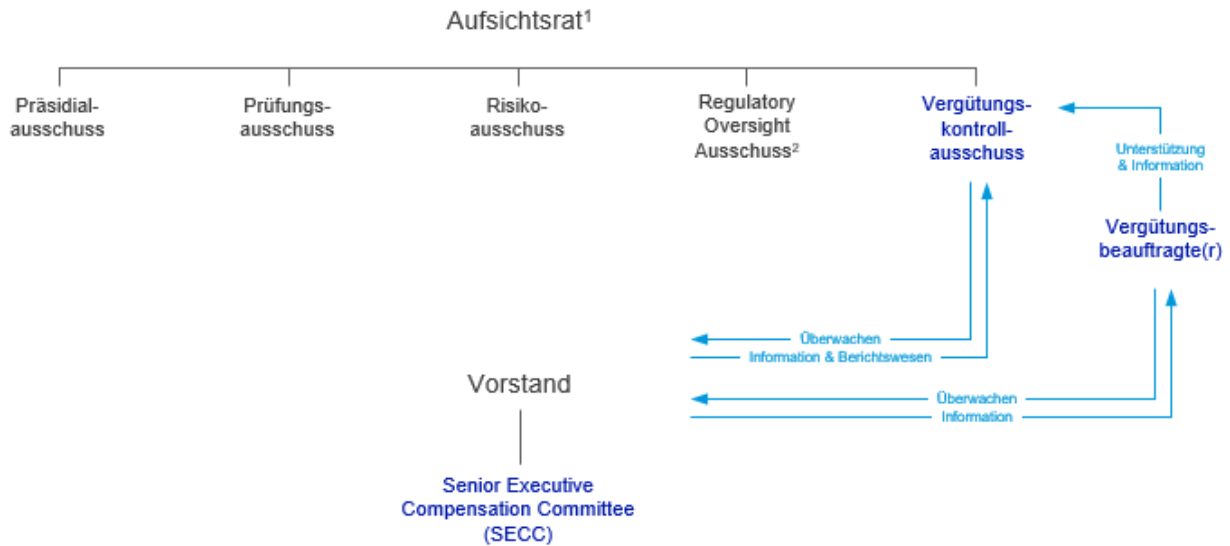 Aufsichtsrat¹
Präsidial-
ausschuss
Prüfungs-
ausschuss
Risiko-
ausschuss
Regulatory
Oversight
Ausschuss²
Vergütungs-
kontroll-
ausschuss
Unterstützung
& Information
Vergütungs-
beauftragte(r)
Überwachen
Information & Berichtswesen
Vorstand
Überwachen
Information
Senior Executive
Compensation Committee
(SECC)